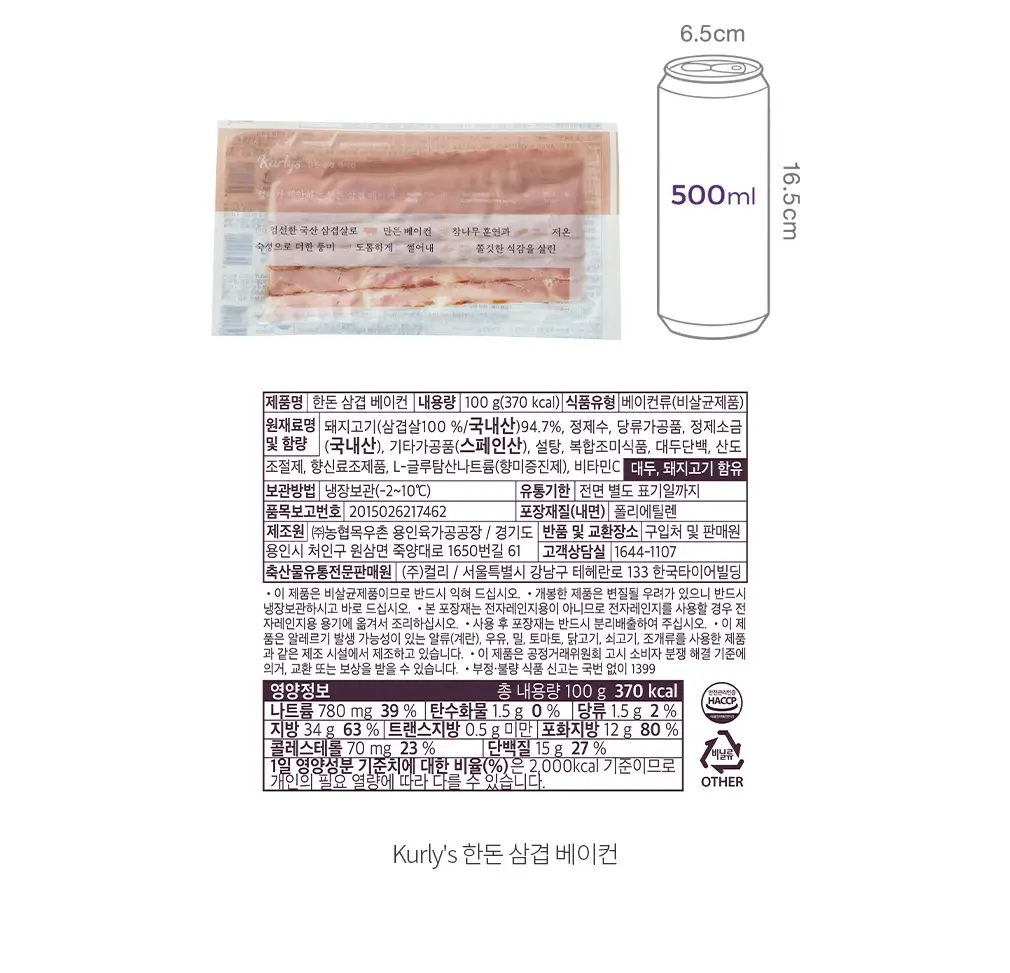 6.5cm
500ml
16.5cm
Kurly's
엄선한 국산 삼겹살로 만든 베이컨 참나무 훈연과 저온
숙성으로 더한 풍미 도톰하게 썰어내 쫄깃한 식감을 살린
제품명 한돈 삼겹 베이컨 내용량 100 g(370 kcal) 식품유형 베이컨류(비살균제품)
원재료명 및 함량 돼지고기(삼겹살100 %/국내산)94.7%, 정제수, 당류가공품, 정제소금
(국내산), 기타가공품(스페인산), 설탕, 복합조미식품, 대두단백, 산도
조절제, 향신료조제품, L-글루탐산나트륨(향미증진제), 비타민C 대두, 돼지고기 함유
보관방법 냉장보관(-2~10℃) 유통기한 전면 별도 표기일까지
품목보고번호 2015026217462 포장재질(내면) 폴리에틸렌
제조원 ㈜농협목우촌 용인육가공공장 / 경기도 반품 및 교환장소 구입처 및 판매원
용인시 처인구 원삼면 죽양대로 1650번길 61 고객상담실 1644-1107
축산물유통전문판매원 (주)컬리 / 서울특별시 강남구 테헤란로 133 한국타이어빌딩
• 이 제품은 비살균제품이므로 반드시 익혀 드십시오. • 개봉한 제품은 변질될 우려가 있으니 반드시
냉장보관하시고 바로 드십시오. • 본 포장재는 전자레인지용이 아니므로 전자레인지를 사용할 경우 전
자레인지용 용기에 옮겨서 조리하십시오. • 사용 후 포장재는 반드시 분리배출하여 주십시오. • 이 제
품은 알레르기 발생 가능성이 있는 알류(계란), 우유, 밀, 토마토, 닭고기, 쇠고기, 조개류를 사용한 제품
과 같은 제조 시설에서 제조하고 있습니다. • 이 제품은 공정거래위원회 고시 소비자 분쟁 해결 기준에
의거, 교환 또는 보상을 받을 수 있습니다. • 부정·불량 식품 신고는 국번 없이 1399
영양정보 총 내용량 100 g 370 kcal
나트륨 780 mg 39 % 탄수화물 1.5 g 0 % 당류 1.5 g 2 %
지방 34 g 63 % 트랜스지방 0.5 g 미만 포화지방 12 g 80 %
콜레스테롤 70 mg 23 % 단백질 15 g 27 %
1일 영양성분 기준치에 대한 비율(%)은 2,000kcal 기준이므로
개인의 필요 열량에 따라 다를 수 있습니다.
안전관리인증
HACCP
비닐류
OTHER
Kurly's 한돈 삼겹 베이컨